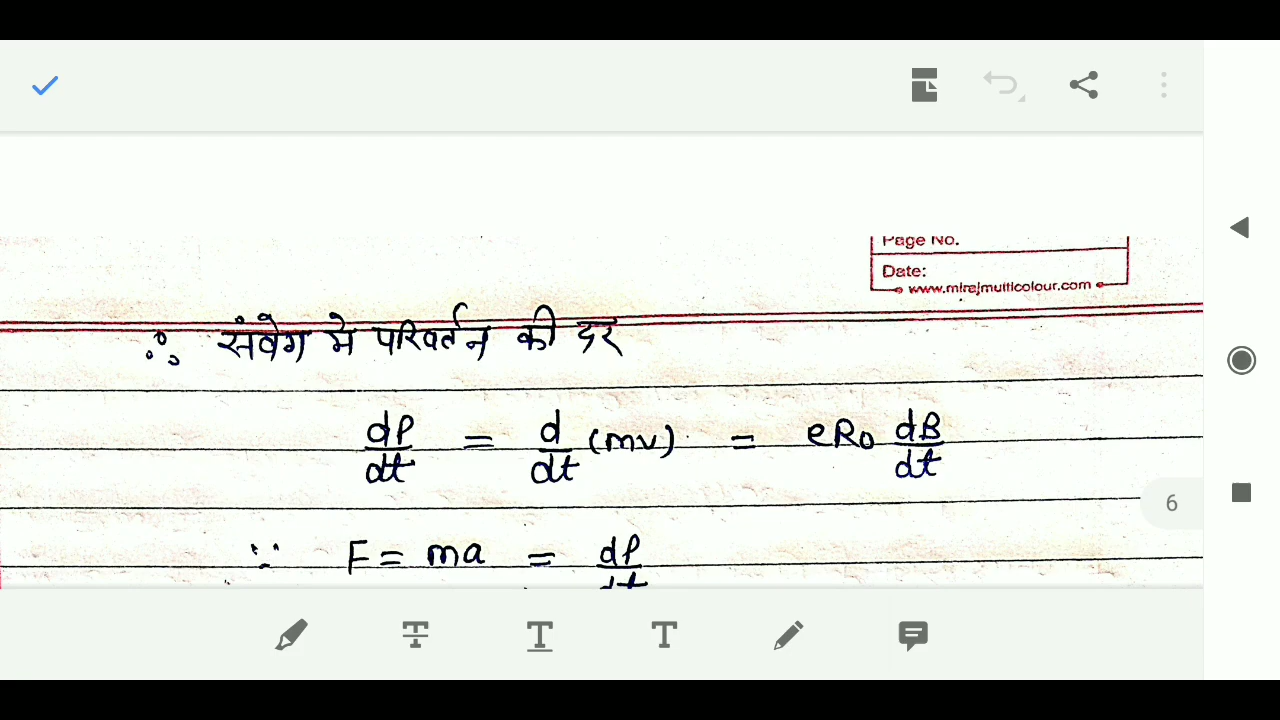 Page No.
Date:
www.mirajmulticolour.com
∴ संवेग मे परिवर्तन की दर
dP/dt = d/dt (mv) = eR₀ dB/dt
6
∵ F = ma = dP/dt
T T T